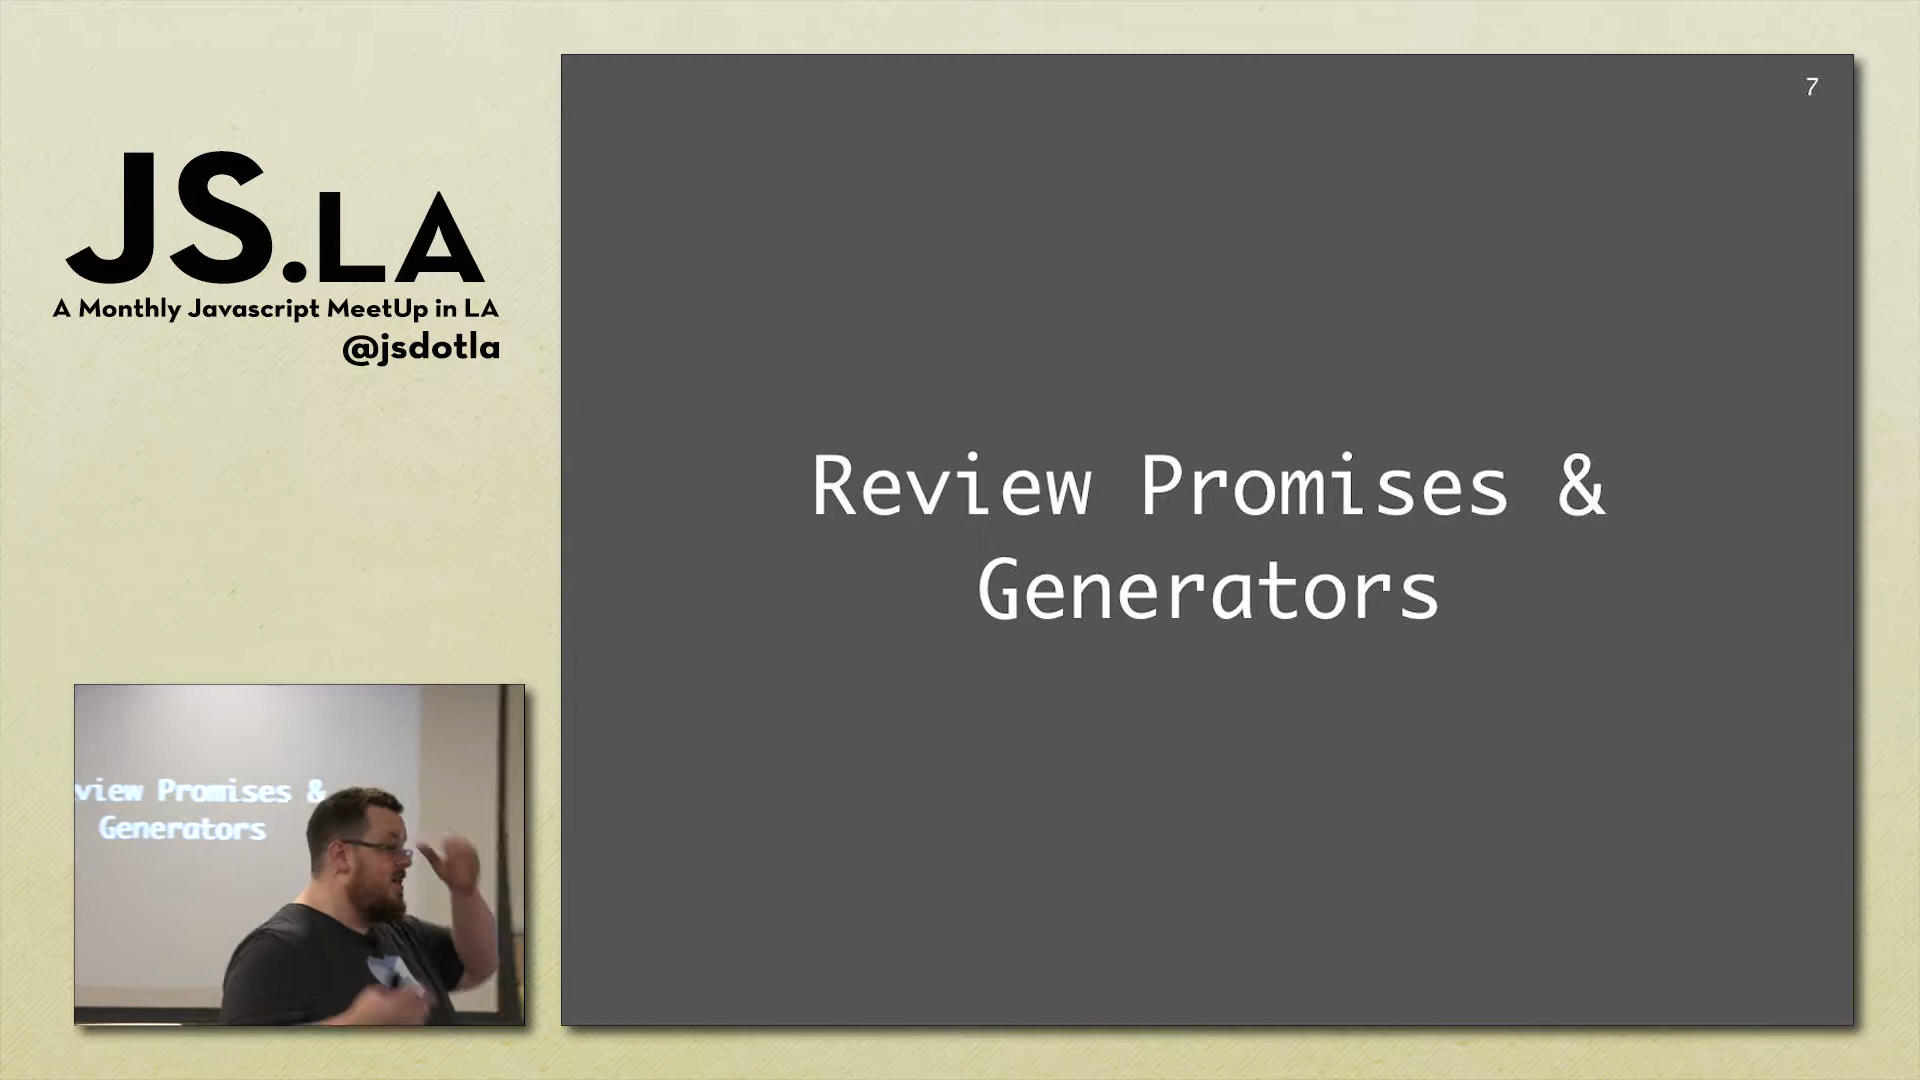 JS.LA
A Monthly Javascript MeetUp in LA
@jsdotla
7
Review Promises &
Generators
view Promises &
Generators